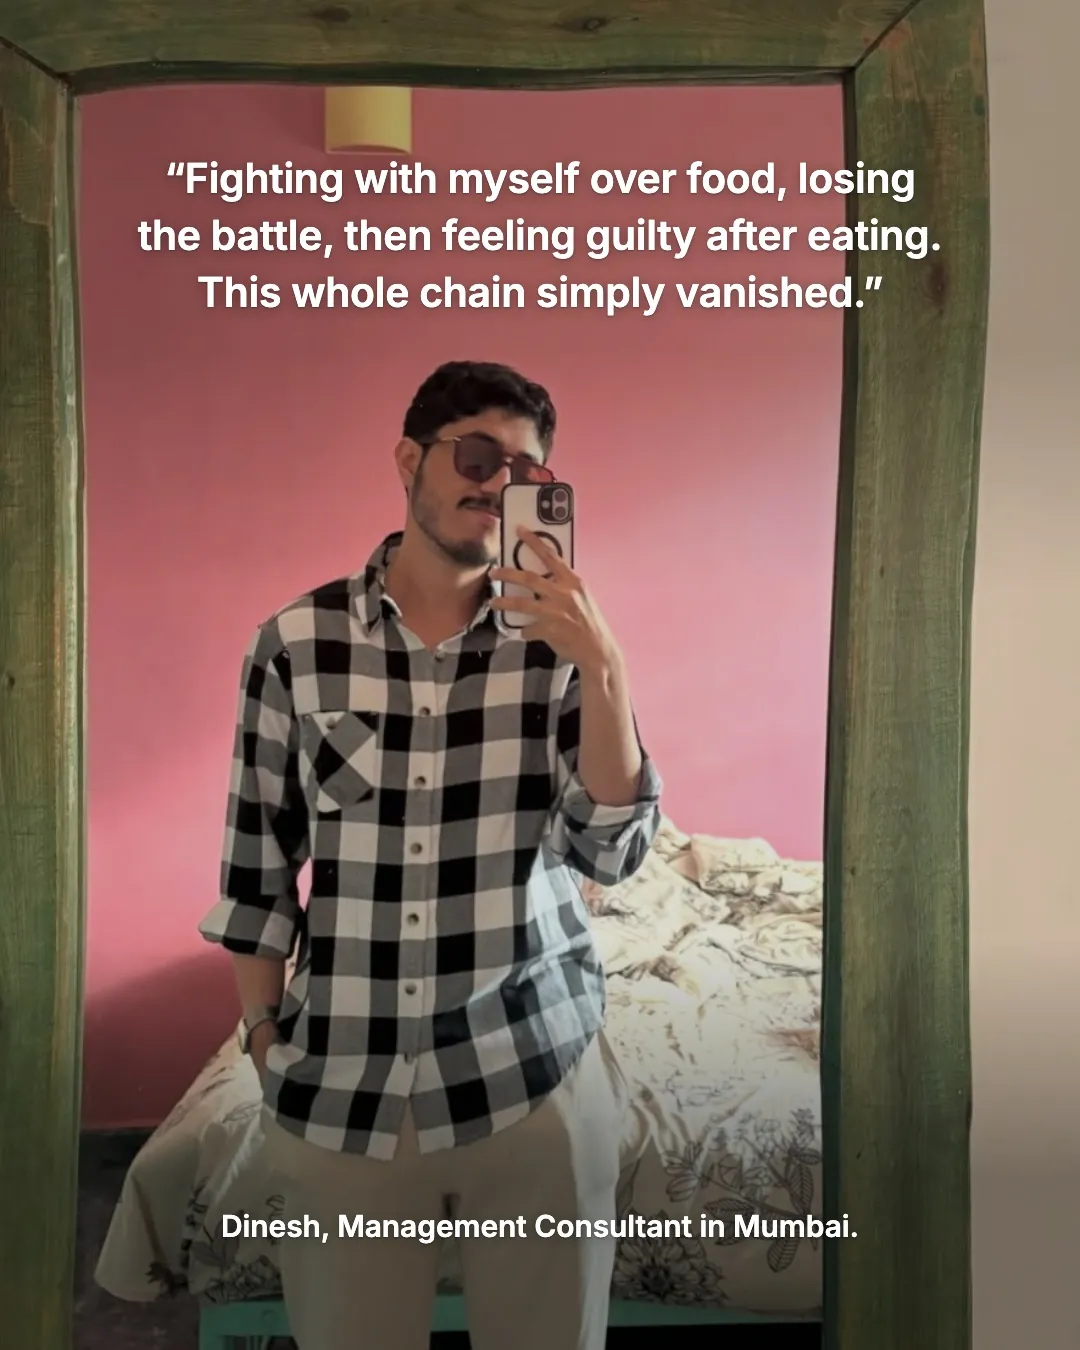 “Fighting with myself over food, losing
the battle, then feeling guilty after eating.
This whole chain simply vanished.”
Dinesh, Management Consultant in Mumbai.